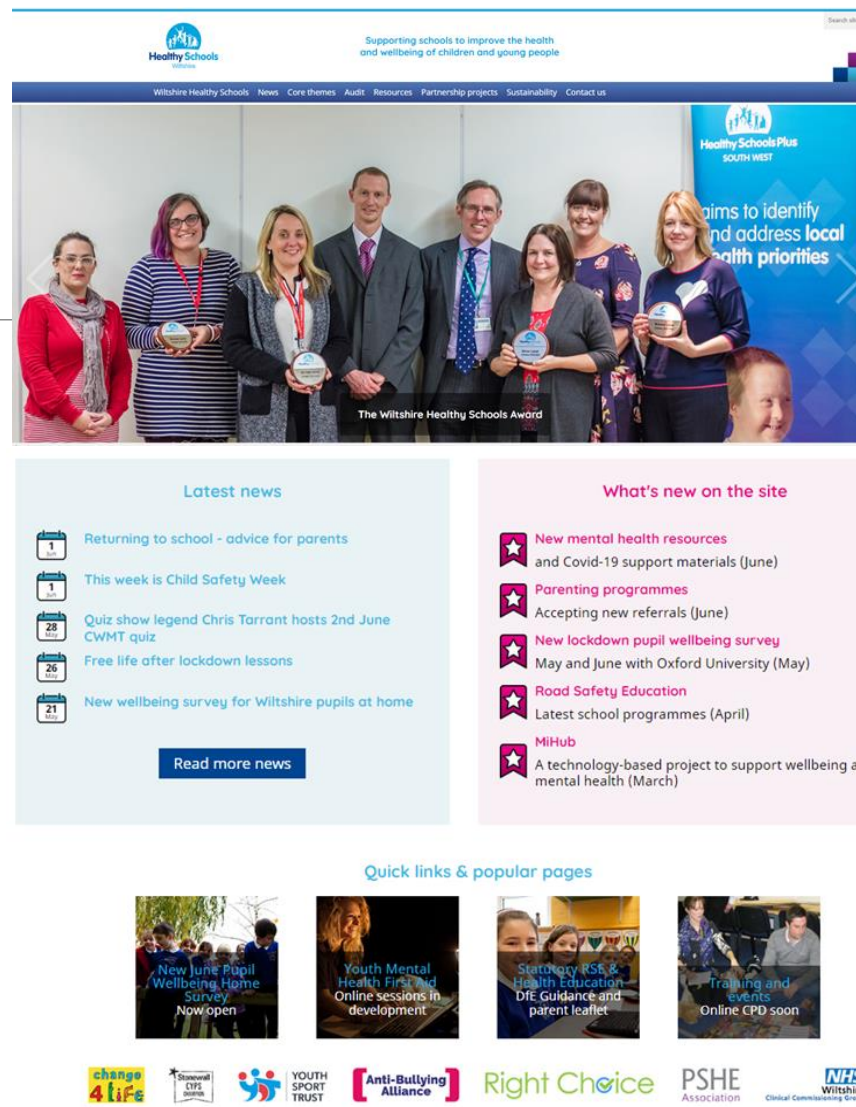 Search site
Healthy Schools
Wiltshire
Supporting schools to improve the health
and wellbeing of children and young people
Wiltshire Healthy Schools News Core themes Audit Resources Partnership projects Sustainability Contact us
Healthy Schools Plus
SOUTH WEST
aims to identify
and address local
health priorities
The Wiltshire Healthy Schools Award
Latest news
1
Jun
Returning to school - advice for parents
1
Jun
This week is Child Safety Week
28
May
Quiz show legend Chris Tarrant hosts 2nd June
CWMT quiz
26
May
Free life after lockdown lessons
21
May
New wellbeing survey for Wiltshire pupils at home
Read more news
What's new on the site
New mental health resources
and Covid-19 support materials (June)
Parenting programmes
Accepting new referrals (June)
New lockdown pupil wellbeing survey
May and June with Oxford University (May)
Road Safety Education
Latest school programmes (April)
MiHub
A technology-based project to support wellbeing a
mental health (March)
Quick links & popular pages
New June Pupil
Wellbeing Home
Survey
Now open
Youth Mental
Health First Aid
Online sessions in
development
Statutory RSE &
Health Education
DfE Guidance and
parent leaflet
Training and
events
Online CPD soon
change
4 LiFe
Stonewall
CYPS
CHAMPION
YOUTH
SPORT
TRUST
Anti-Bullying
Alliance
Right Choice
PSHE
Association
NHS
Wiltshire
Clinical Commissioning Gro